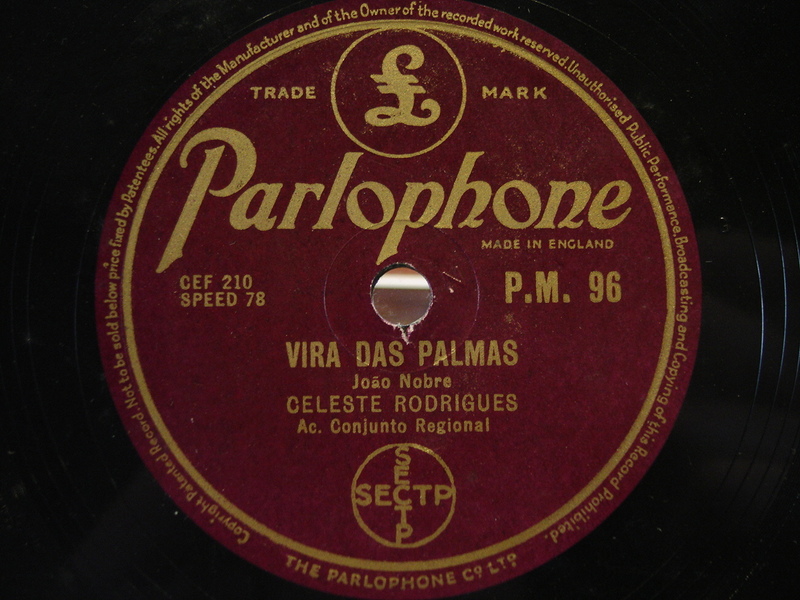 All rights of the Manufacturer and of the Owner of the recorded work reserved. Unauthorised Public Performance, Broadcasting and Copying of this Record Prohibited.
Copyright Patented Record. Not to be sold below price fixed by Patentees.
£
TRADE MARK
Parlophone
MADE IN ENGLAND
CEF 210
SPEED 78
P.M. 96
VIRA DAS PALMAS
João Nobre
CELESTE RODRIGUES
Ac. Conjunto Regional
SECTP
SECTP
THE PARLOPHONE Co LTD